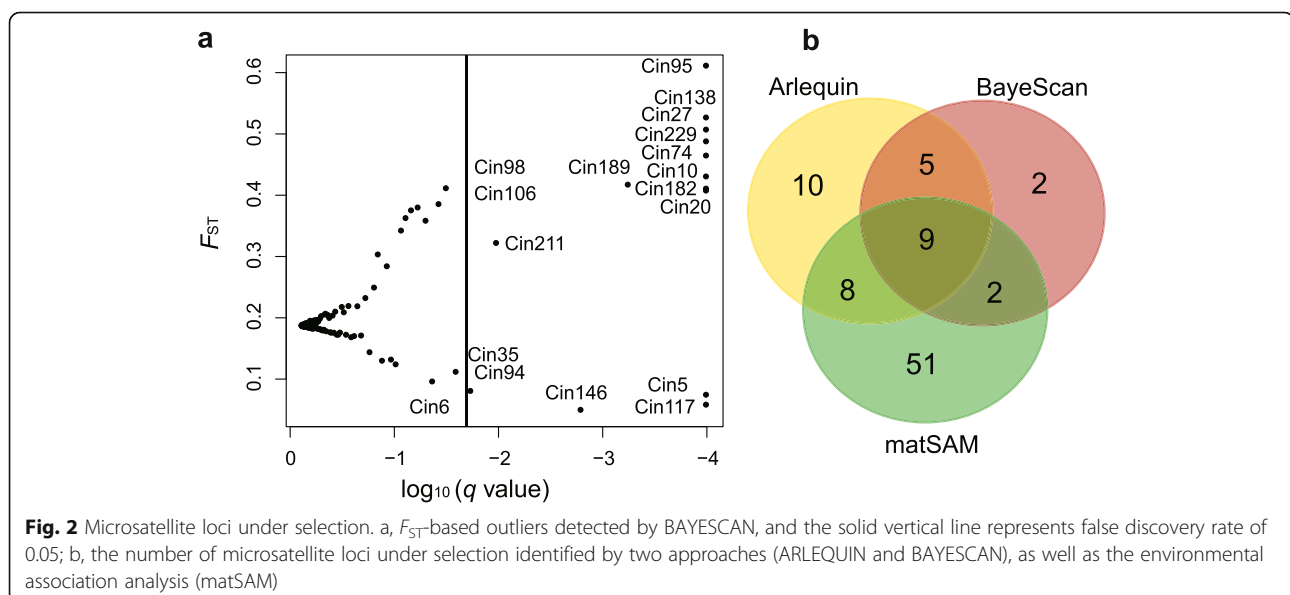 a
b
0.6
0.5
0.4
0.3
0.2
0.1
FST
0
−1
−2
−3
−4
log10 (q value)
Cin95
Cin138
Cin27
Cin229
Cin74
Cin10
Cin182
Cin20
Cin189
Cin98
Cin106
Cin211
Cin35
Cin94
Cin6
Cin146
Cin5
Cin117
Arlequin
BayeScan
10
5
2
9
8
2
51
matSAM
Fig. 2 Microsatellite loci under selection. a, FST-based outliers detected by BAYESCAN, and the solid vertical line represents false discovery rate of
0.05; b, the number of microsatellite loci under selection identified by two approaches (ARLEQUIN and BAYESCAN), as well as the environmental
association analysis (matSAM)